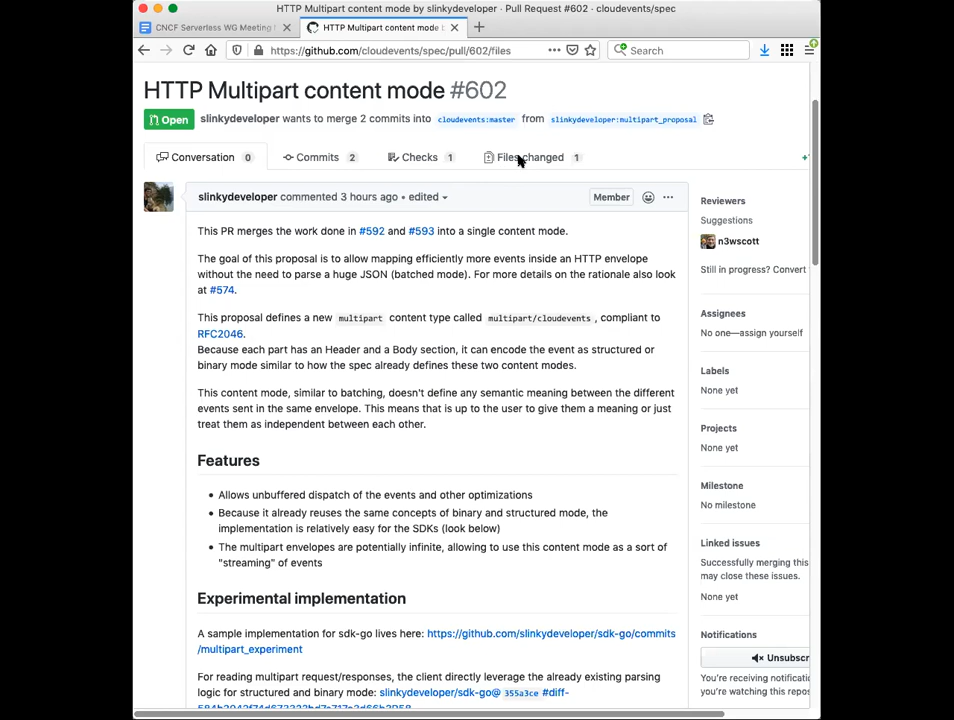 HTTP Multipart content mode by slinkydeveloper · Pull Request #602 · cloudevents/spec
CNCF Serverless WG Meeting
HTTP Multipart content mode
https://github.com/cloudevents/spec/pull/602/files
Search
HTTP Multipart content mode #602
Open
slinkydeveloper wants to merge 2 commits into cloudevents:master from slinkydeveloper:multipart_proposal
Conversation 0
Commits 2
Checks 1
Files changed 1
slinkydeveloper commented 3 hours ago • edited
Member
This PR merges the work done in #592 and #593 into a single content mode.
The goal of this proposal is to allow mapping efficiently more events inside an HTTP envelope
without the need to parse a huge JSON (batched mode). For more details on the rationale also look
at #574.
This proposal defines a new multipart content type called multipart/cloudevents, compliant to
RFC2046.
Because each part has an Header and a Body section, it can encode the event as structured or
binary mode similar to how the spec already defines these two content modes.
This content mode, similar to batching, doesn't define any semantic meaning between the different
events sent in the same envelope. This means that is up to the user to give them a meaning or just
treat them as independent between each other.
Features
• Allows unbuffered dispatch of the events and other optimizations
• Because it already reuses the same concepts of binary and structured mode, the
implementation is relatively easy for the SDKs (look below)
• The multipart envelopes are potentially infinite, allowing to use this content mode as a sort of
"streaming" of events
Experimental implementation
A sample implementation for sdk-go lives here: https://github.com/slinkydeveloper/sdk-go/commits
/multipart_experiment
For reading multipart request/responses, the client directly leverage the already existing parsing
logic for structured and binary mode: slinkydeveloper/sdk-go@ 355a3ce #diff-
Reviewers
Suggestions
n3wscott
Still in progress? Convert
Assignees
No one—assign yourself
Labels
None yet
Projects
None yet
Milestone
No milestone
Linked issues
Successfully merging this
may close these issues.
None yet
Notifications
Unsubscr
You're receiving notificatio
you're watching this repos